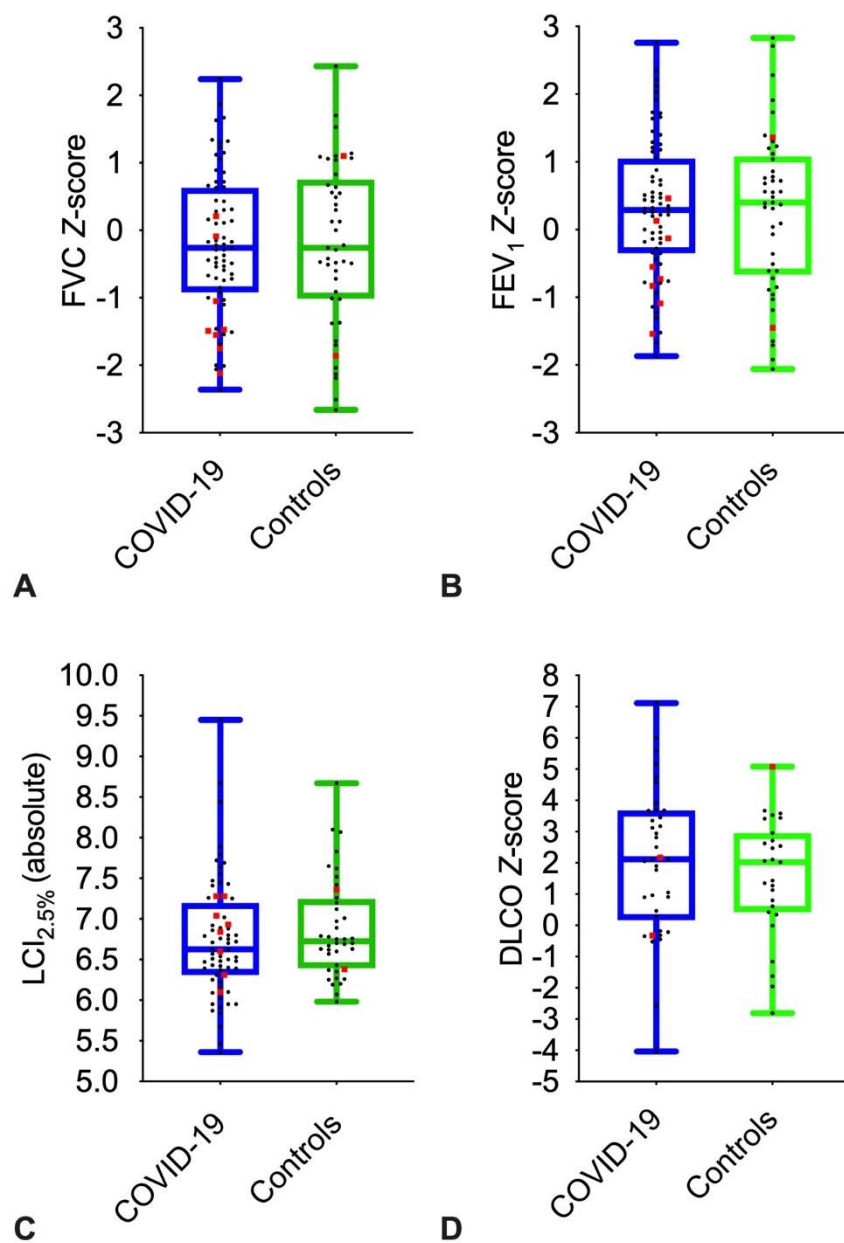 3
2
1
0
-1
-2
-3
FVC Z-score
COVID-19
Controls
A
3
2
1
0
-1
-2
-3
FEV₁ Z-score
COVID-19
Controls
B
10.0
9.5
9.0
8.5
8.0
7.5
7.0
6.5
6.0
5.5
5.0
LCI₂.₅% (absolute)
COVID-19
Controls
C
8
7
6
5
4
3
2
1
0
-1
-2
-3
-4
-5
DLCO Z-score
COVID-19
Controls
D